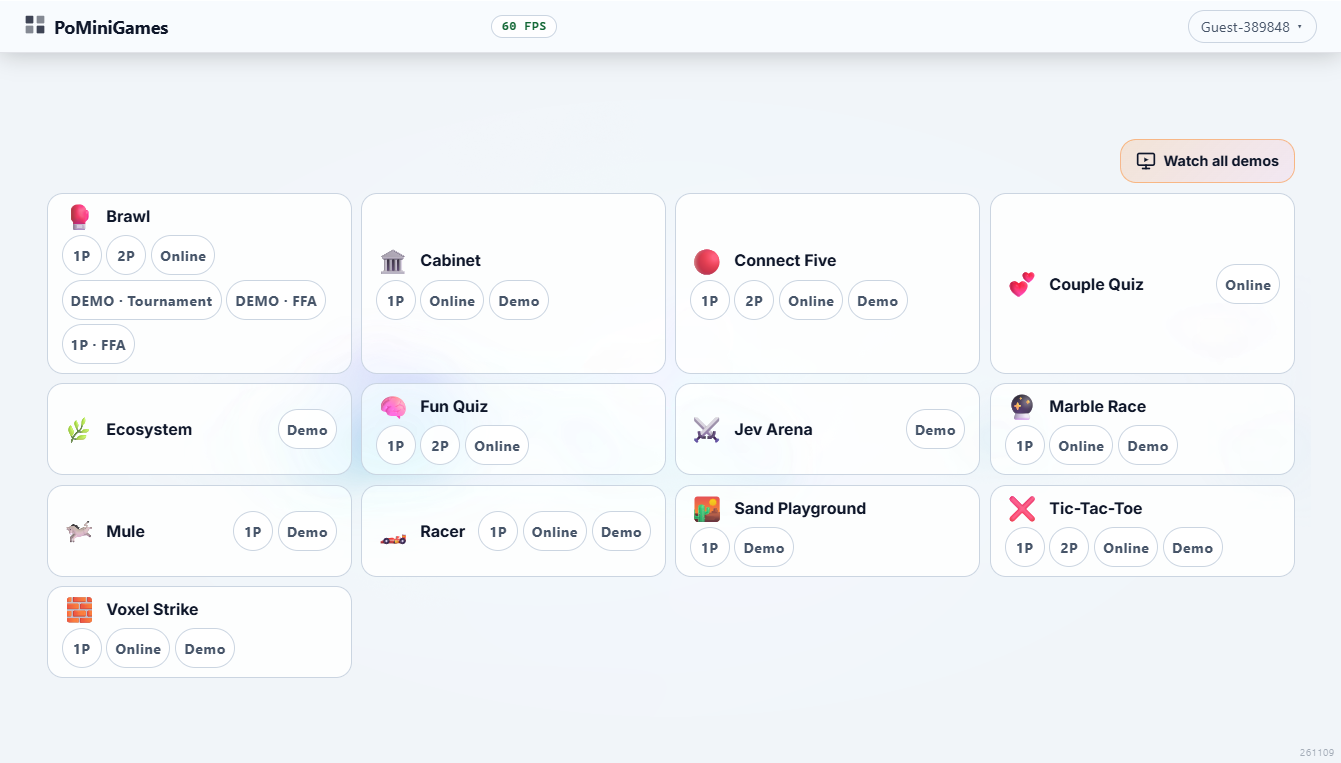 PoMiniGames
60 FPS
Guest-389848
Watch all demos
Brawl
1P 2P Online
DEMO · Tournament DEMO · FFA
1P · FFA
Cabinet
1P Online Demo
Connect Five
1P 2P Online Demo
Couple Quiz Online
Ecosystem Demo
Fun Quiz
1P 2P Online
Jev Arena Demo
Marble Race
1P Online Demo
Mule 1P Demo
Racer 1P Online Demo
Sand Playground
1P Demo
Tic-Tac-Toe
1P 2P Online Demo
Voxel Strike
1P Online Demo
261109